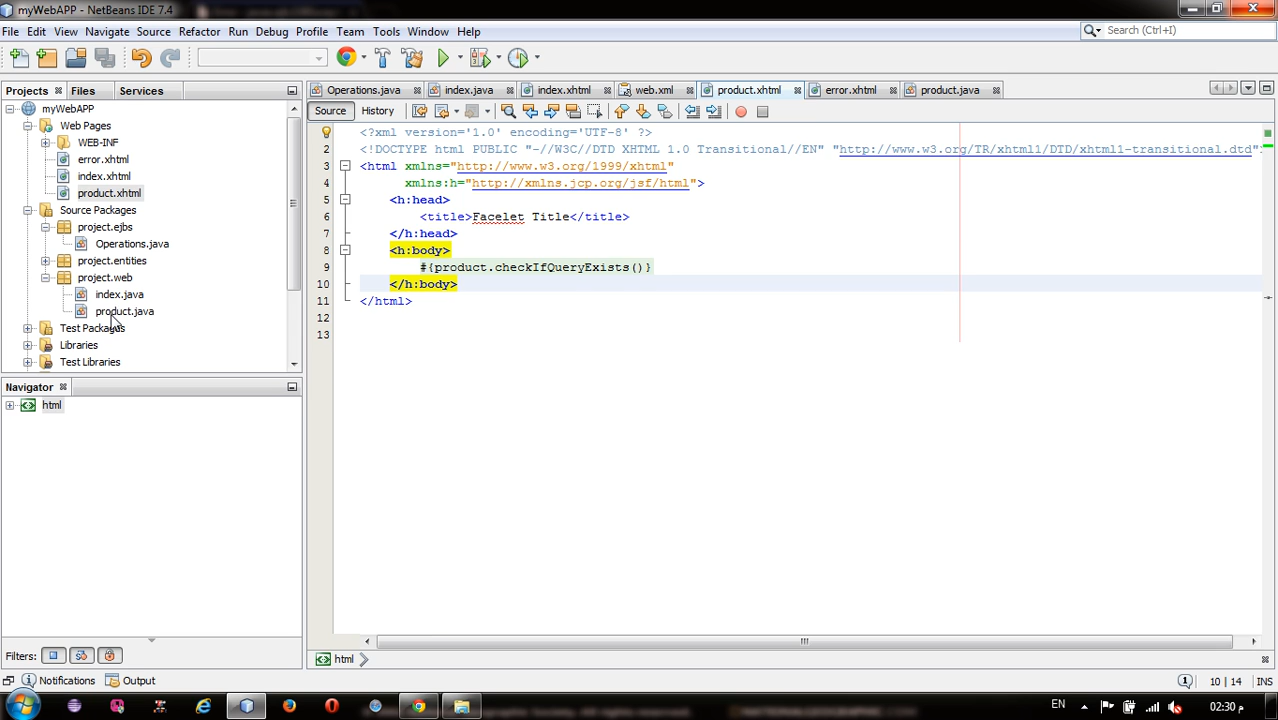 myWebAPP - NetBeans IDE 7.4
File Edit View Navigate Source Refactor Run Debug Profile Team Tools Window Help
Search (Ctrl+I)
Projects Files Services
Operations.java index.java index.xhtml web.xml product.xhtml error.xhtml product.java
Source History
myWebAPP
Web Pages
WEB-INF
error.xhtml
index.xhtml
product.xhtml
Source Packages
project.ejbs
Operations.java
project.entities
project.web
index.java
product.java
Test Packages
Libraries
Test Libraries
1 <?xml version='1.0' encoding='UTF-8' ?>
2 <!DOCTYPE html PUBLIC "-//W3C//DTD XHTML 1.0 Transitional//EN" "http://www.w3.org/TR/xhtml1/DTD/xhtml1-transitional.dtd">
3 <html xmlns="http://www.w3.org/1999/xhtml"
4 xmlns:h="http://xmlns.jcp.org/jsf/html">
5 <h:head>
6 <title>Facelet Title</title>
7 </h:head>
8 <h:body>
9 #{product.checkIfQueryExists()}
10 </h:body>
11 </html>
12
13
Navigator
html
Filters:
html
Notifications Output
1 10 | 14 INS
EN
02:30 م